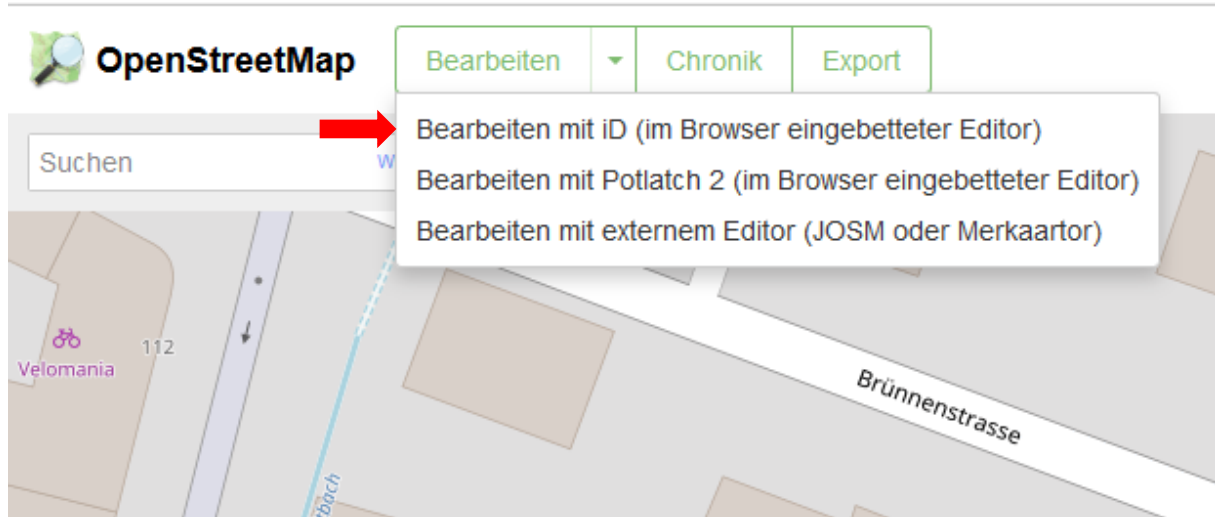 OpenStreetMap
Bearbeiten
Chronik
Export
Bearbeiten mit iD (im Browser eingebetteter Editor)
Suchen
Bearbeiten mit Potlatch 2 (im Browser eingebetteter Editor)
Bearbeiten mit externem Editor (JOSM oder Merkaartor)
112
Velomania
Brünnenstrasse